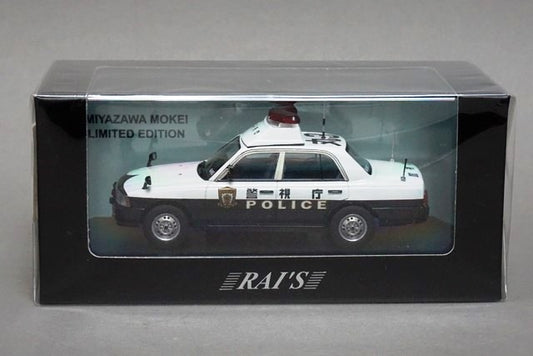 MIYAZAWA MOKEI
LIMITED EDITION
警視庁
POLICE
RAI'S